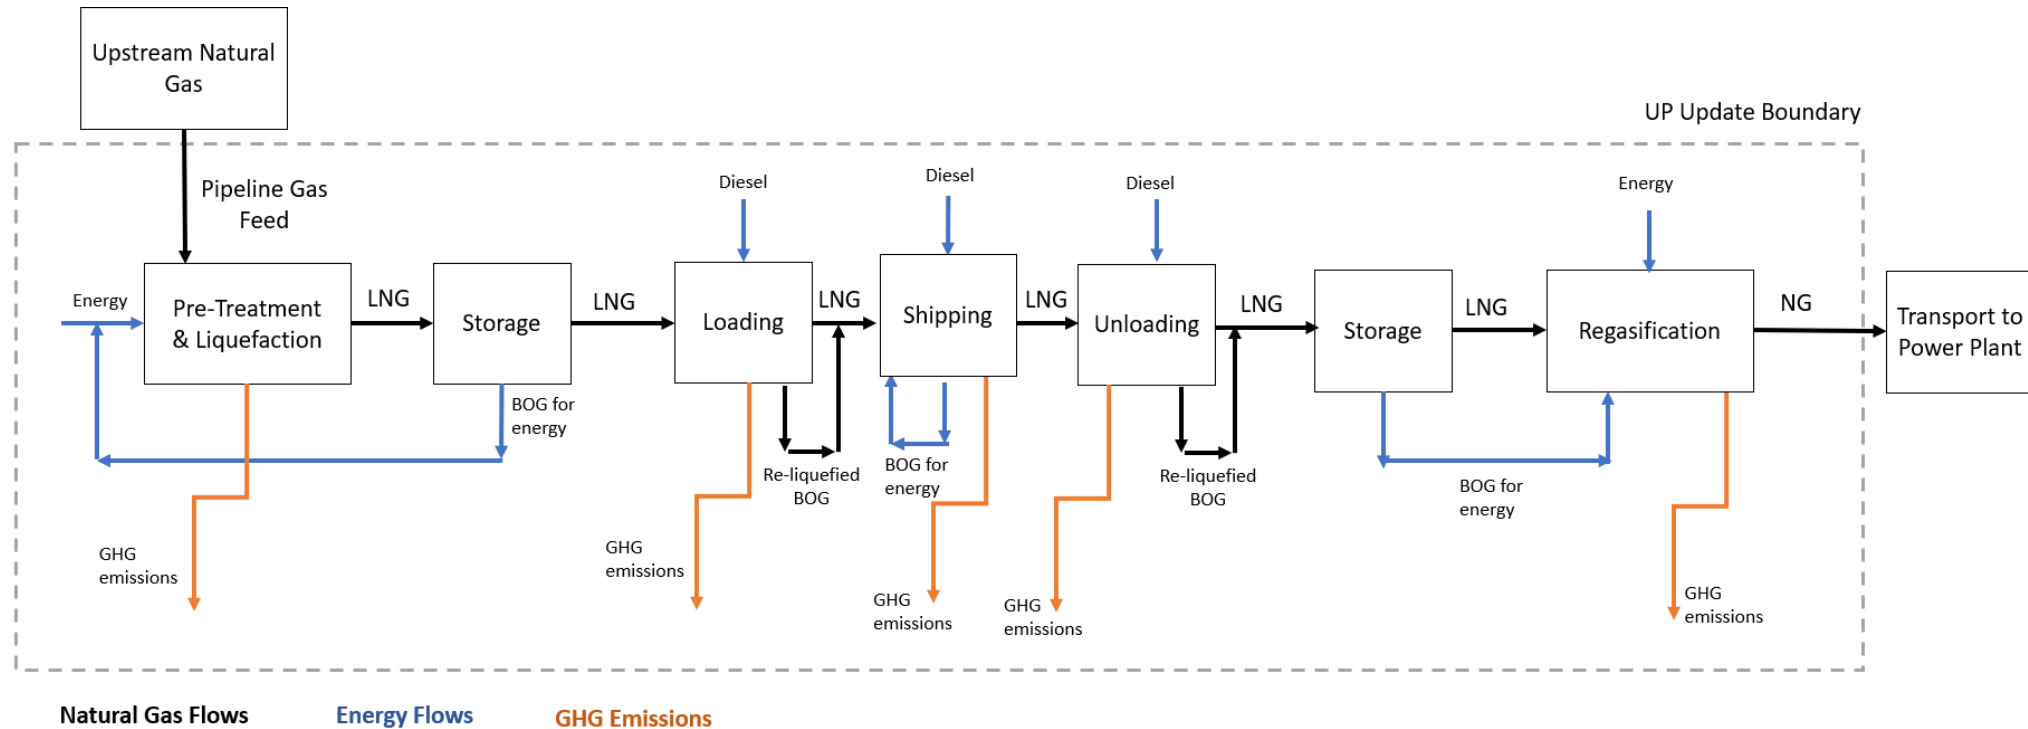 Upstream Natural
Gas
UP Update Boundary
Pipeline Gas
Feed
Diesel
Diesel
Diesel
Energy
Energy
Pre-Treatment
& Liquefaction
LNG
Storage
LNG
Loading
LNG
Shipping
LNG
Unloading
LNG
Storage
LNG
Regasification
NG
Transport to
Power Plant
BOG for
energy
Re-liquefied
BOG
BOG for
energy
Re-liquefied
BOG
BOG for
energy
GHG
emissions
GHG
emissions
GHG
emissions
GHG
emissions
GHG
emissions
Natural Gas Flows
Energy Flows
GHG Emissions